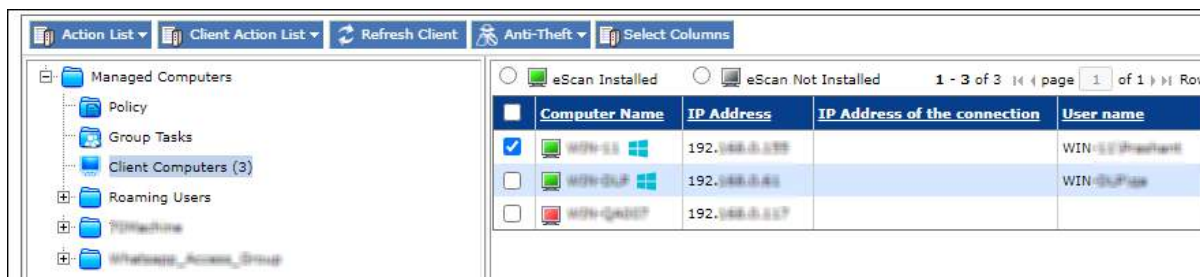 Action List Client Action List Refresh Client Anti-Theft Select Columns
Managed Computers
Policy
Group Tasks
Client Computers (3)
Roaming Users
eScan Installed eScan Not Installed 1 - 3 of 3 page 1 of 1 Row
Computer Name IP Address IP Address of the connection User name
192. WIN
192. WIN
192.